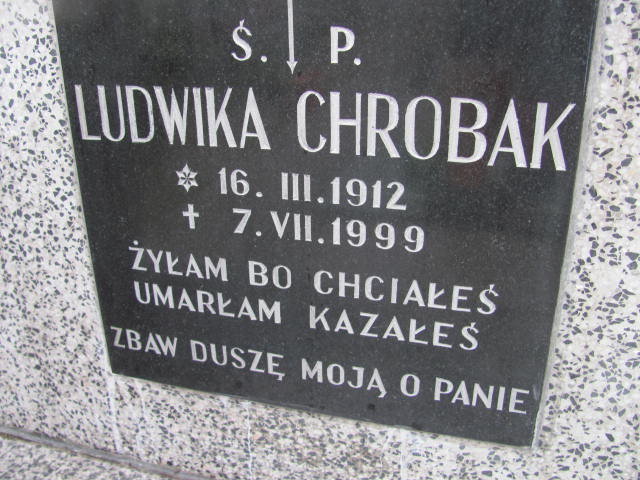 Ś. P.
LUDWIKA CHROBAK
* 16. III. 1912
✝ 7. VII. 1999
ŻYŁAM BO CHCIAŁEŚ
UMARŁAM KAZAŁEŚ
ZBAW DUSZĘ MOJĄ O PANIE